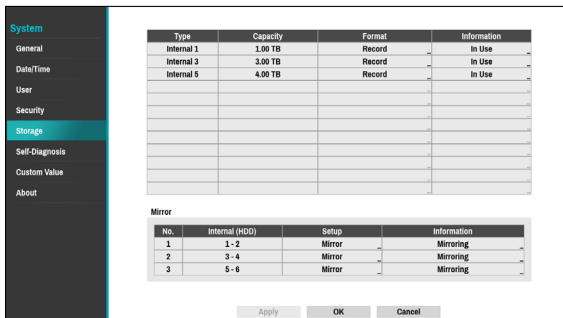 System
General
Date/Time
User
Security
Storage
Self-Diagnosis
Custom Value
About
Type Capacity Format Information
Internal 1 1.00 TB Record ... In Use ...
Internal 3 3.00 TB Record ... In Use ...
Internal 5 4.00 TB Record ... In Use ...
Mirror
No. Internal (HDD) Setup Information
1 1 - 2 Mirror ... Mirroring ...
2 3 - 4 Mirror ... Mirroring ...
3 5 - 6 Mirror ... Mirroring ...
Apply OK Cancel